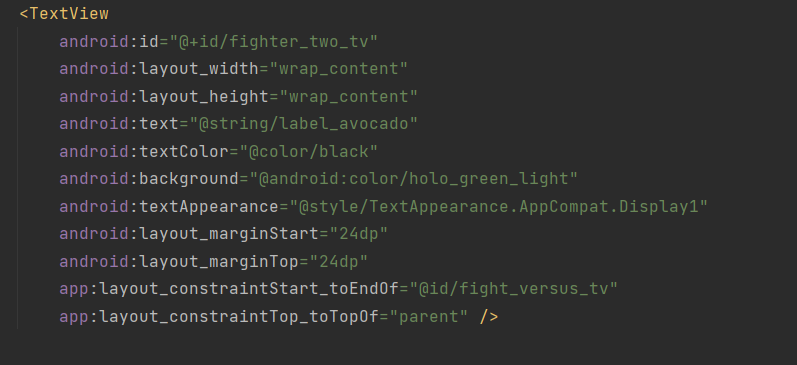 <TextView
android:id="@+id/fighter_two_tv"
android:layout_width="wrap_content"
android:layout_height="wrap_content"
android:text="@string/label_avocado"
android:textColor="@color/black"
android:background="@android:color/holo_green_light"
android:textAppearance="@style/TextAppearance.AppCompat.Display1"
android:layout_marginStart="24dp"
android:layout_marginTop="24dp"
app:layout_constraintStart_toEndOf="@id/fight_versus_tv"
app:layout_constraintTop_toTopOf="parent" />